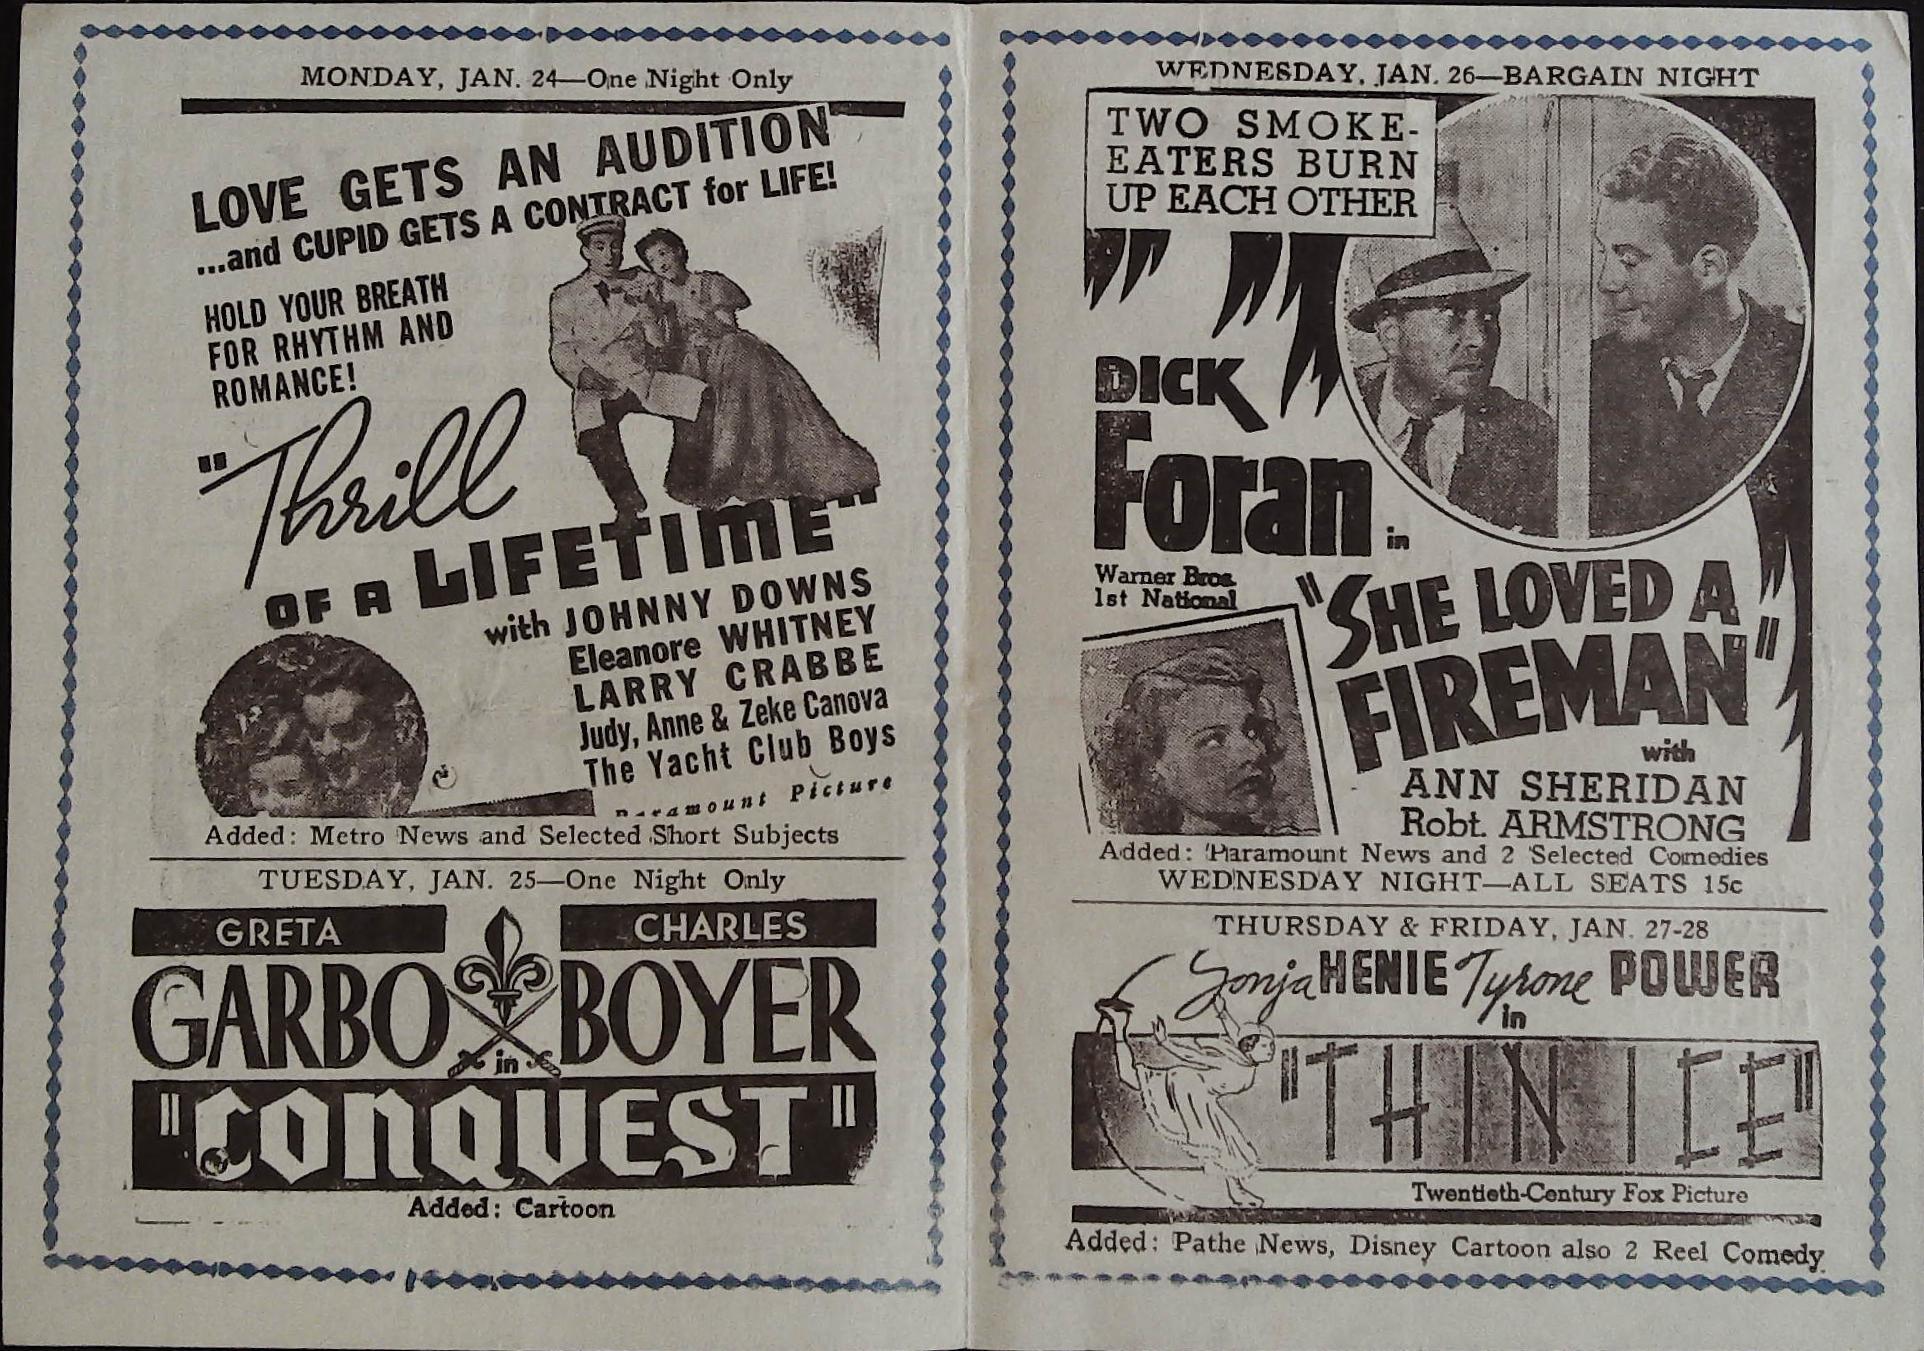 MONDAY, JAN. 24—One Night Only
LOVE GETS AN AUDITION
...and CUPID GETS A CONTRACT for LIFE!
HOLD YOUR BREATH
FOR RHYTHM AND
ROMANCE!
"Thrill
OF A LIFETIME"
with JOHNNY DOWNS
Eleanore WHITNEY
LARRY CRABBE
Judy, Anne & Zeke Canova
The Yacht Club Boys
Paramount Picture
Added: Metro News and Selected Short Subjects
TUESDAY, JAN. 25—One Night Only
GRETA CHARLES
GARBO BOYER
in
"CONQUEST"
Added: Cartoon
WEDNESDAY, JAN. 26—BARGAIN NIGHT
TWO SMOKE-
EATERS BURN
UP EACH OTHER
DICK
Foran
in
Warner Bros.
1st National
"SHE LOVED A
FIREMAN"
with
ANN SHERIDAN
Robt. ARMSTRONG
Added: Paramount News and 2 Selected Comedies
WEDNESDAY NIGHT—ALL SEATS 15c
THURSDAY & FRIDAY, JAN. 27-28
Sonja HENIE Tyrone POWER
in
"THIN ICE"
Twentieth-Century Fox Picture
Added: Pathe News, Disney Cartoon also 2 Reel Comedy